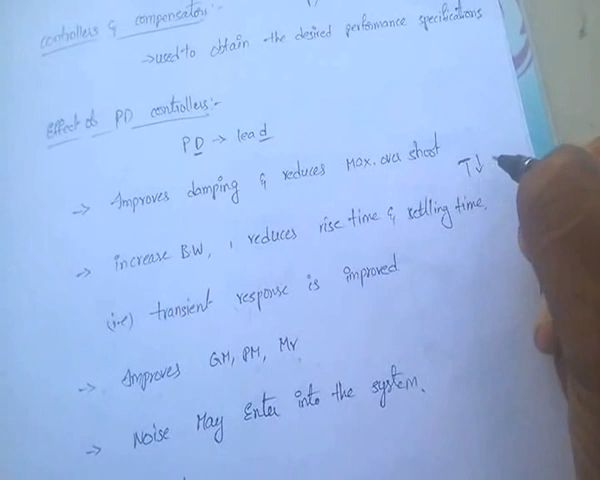 controllers & compensators:-
→ used to obtain the desired performance specifications
Effect of PD controllers:-
PD → lead
→ Improves damping & reduces Max. over shoot
T↓
→ increase BW, reduces rise time & settling time.
(i.e) transient response is improved
→ Improves GM, PM, Mr
→ Noise May Enter into the system.